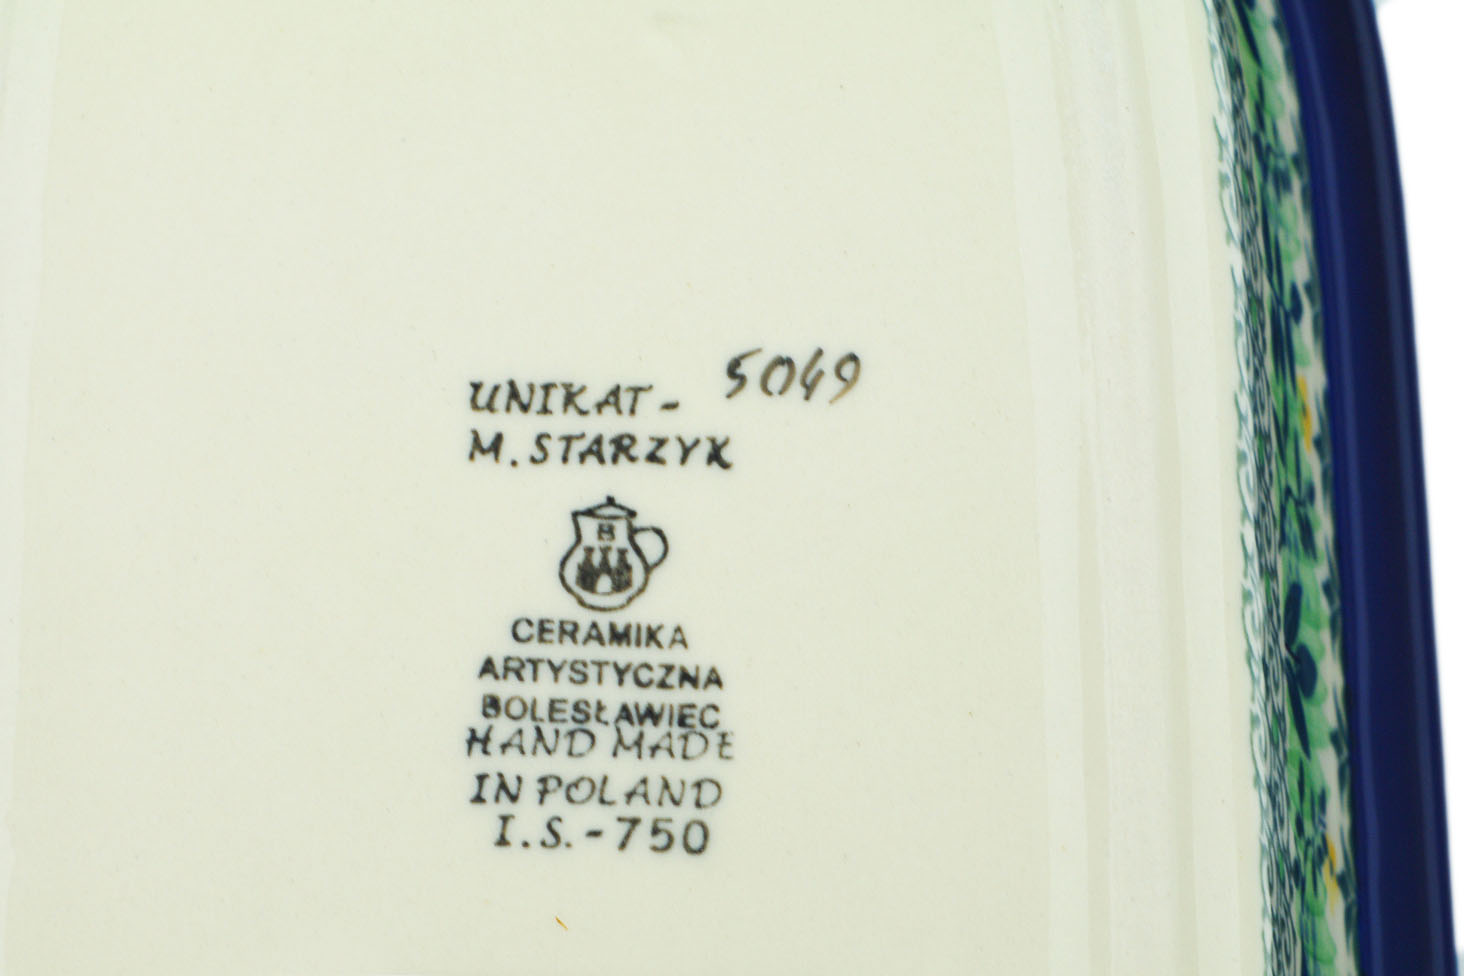 UNIKAT - 5049
M. STARZYK
B
CERAMIKA
ARTYSTYCZNA
BOLESŁAWIEC
HAND MADE
IN POLAND
I.S.-750